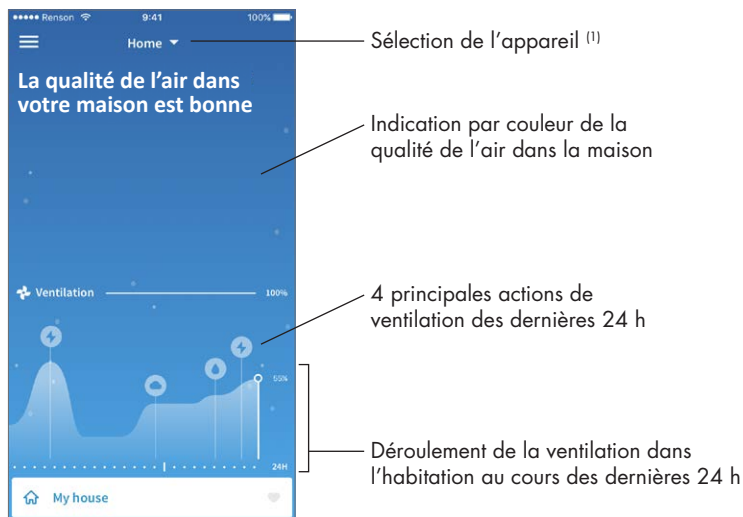 Renson 9:41 100%
Home
Sélection de l'appareil (1)
La qualité de l'air dans
votre maison est bonne
Indication par couleur de la
qualité de l'air dans la maison
Ventilation 100%
4 principales actions de
ventilation des dernières 24 h
55%
Déroulement de la ventilation dans
l'habitation au cours des dernières 24 h
24H
My house